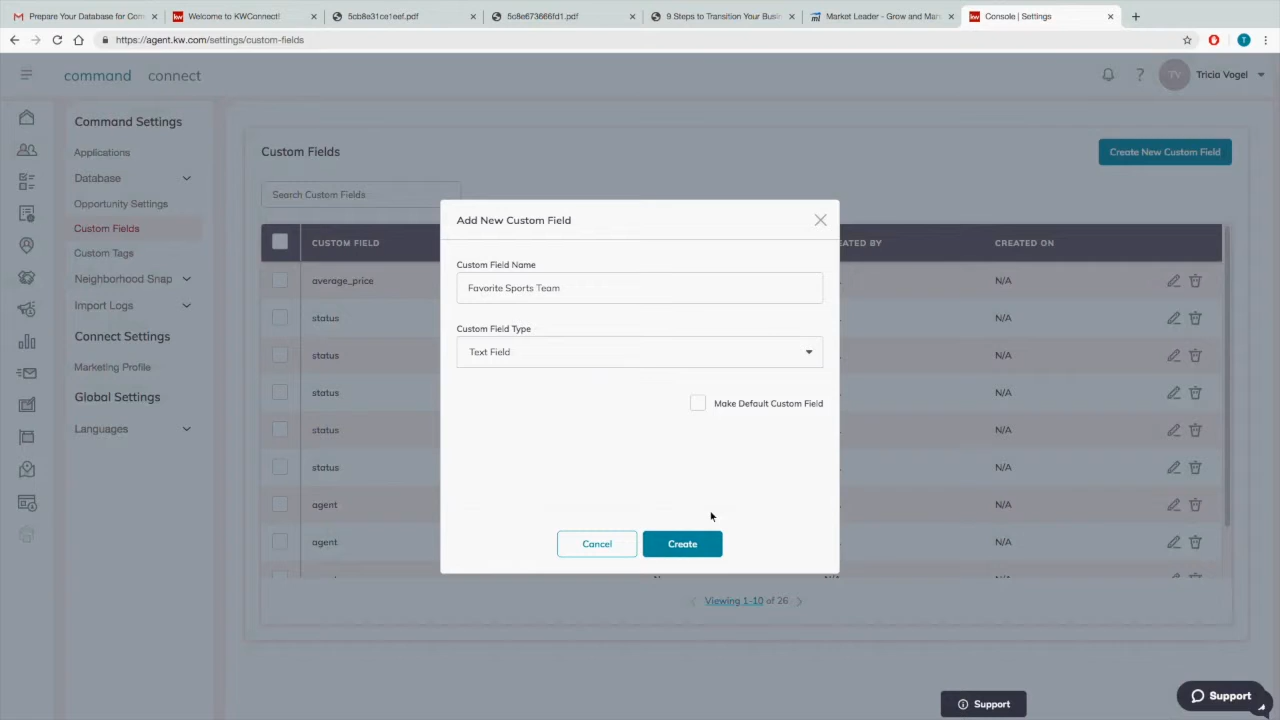 Prepare Your Database for Com
Welcome to KWConnect!
5cb8e31ce1eef.pdf
5c8e673666fd1.pdf
9 Steps to Transition Your Busin
Market Leader - Grow and Man
Console | Settings
https://agent.kw.com/settings/custom-fields
T
command
connect
?
TV
Tricia Vogel
Command Settings
Applications
Database
Opportunity Settings
Custom Fields
Custom Tags
Neighborhood Snap
Import Logs
Connect Settings
Marketing Profile
Global Settings
Languages
Custom Fields
Create New Custom Field
Search Custom Fields
CUSTOM FIELD
EATED BY
CREATED ON
average_price
N/A
status
N/A
status
N/A
status
N/A
status
N/A
status
N/A
agent
N/A
agent
N/A
Viewing 1-10 of 26
Add New Custom Field
Custom Field Name
Favorite Sports Team
Custom Field Type
Text Field
Make Default Custom Field
Cancel
Create
Support
Support